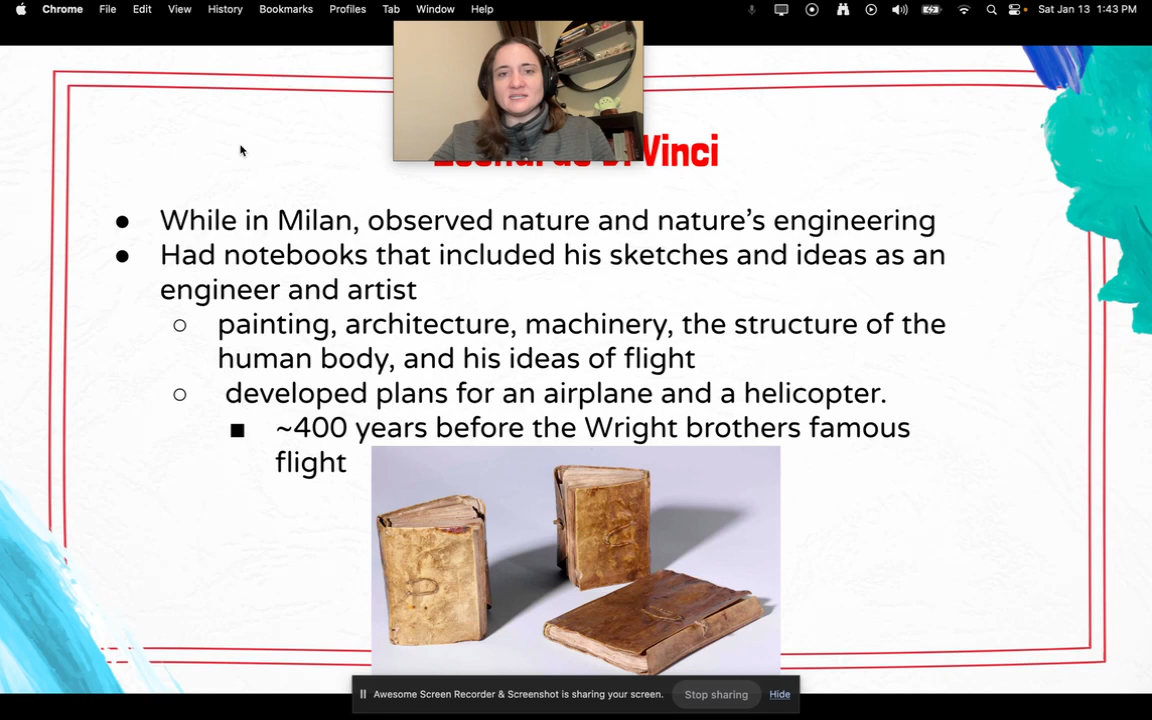 Chrome File Edit View History Bookmarks Profiles Tab Window Help Sat Jan 13 1:43 PM
Vinci
● While in Milan, observed nature and nature’s engineering
● Had notebooks that included his sketches and ideas as an
engineer and artist
○ painting, architecture, machinery, the structure of the
human body, and his ideas of flight
○ developed plans for an airplane and a helicopter.
■ ~400 years before the Wright brothers famous
flight
Awesome Screen Recorder & Screenshot is sharing your screen. Stop sharing Hide